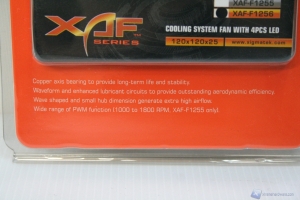 XAF-F1255
XAF-F1256
XAF
SERIES
COOLING SYSTEM FAN WITH 4PCS LED
120x120x25
www.xigmatek.com
Copper axis bearing to provide long-term life and stability.
Waveform and enhanced lubricant circuits to provide outstanding aerodynamic efficiency.
Wave shaped and small hub dimension generate extra high airflow.
Wide range of PWM function (1000 to 1800 RPM, XAF-F1255 only).